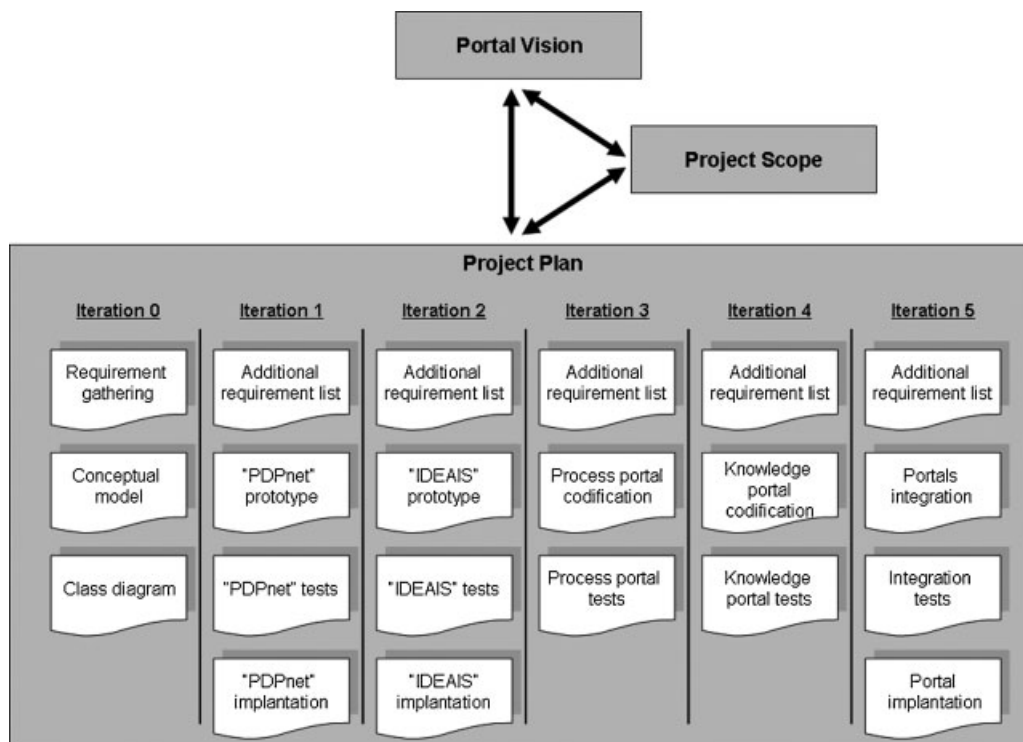 Portal Vision
Project Scope
Project Plan
Iteration 0
Iteration 1
Iteration 2
Iteration 3
Iteration 4
Iteration 5
Requirement
gathering
Additional
requirement list
Additional
requirement list
Additional
requirement list
Additional
requirement list
Additional
requirement list
Conceptual
model
"PDPnet"
prototype
"IDEAIS"
prototype
Process portal
codification
Knowledge
portal
codification
Portals
integration
Class diagram
"PDPnet" tests
"IDEAIS" tests
Process portal
tests
Knowledge
portal tests
Integration
tests
"PDPnet"
implantation
"IDEAIS"
implantation
Portal
implantation